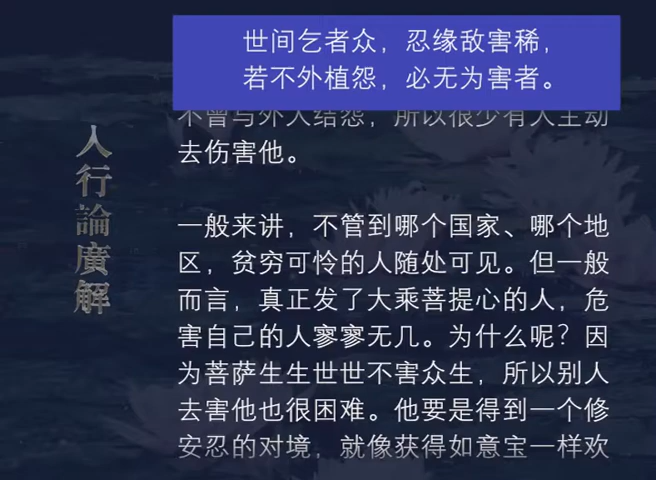 世间乞者众，忍缘敌害稀，
若不外植怨，必无为害者。
不曾与外人结怨，所以很少有人主动
去伤害他。
一般来讲，不管到哪个国家、哪个地
区，贫穷可怜的人随处可见。但一般
而言，真正发了大乘菩提心的人，危
害自己的人寥寥无几。为什么呢？因
为菩萨生生世世不害众生，所以别人
去害他也很困难。他要是得到一个修
安忍的对境，就像获得如意宝一样欢
入行論廣解